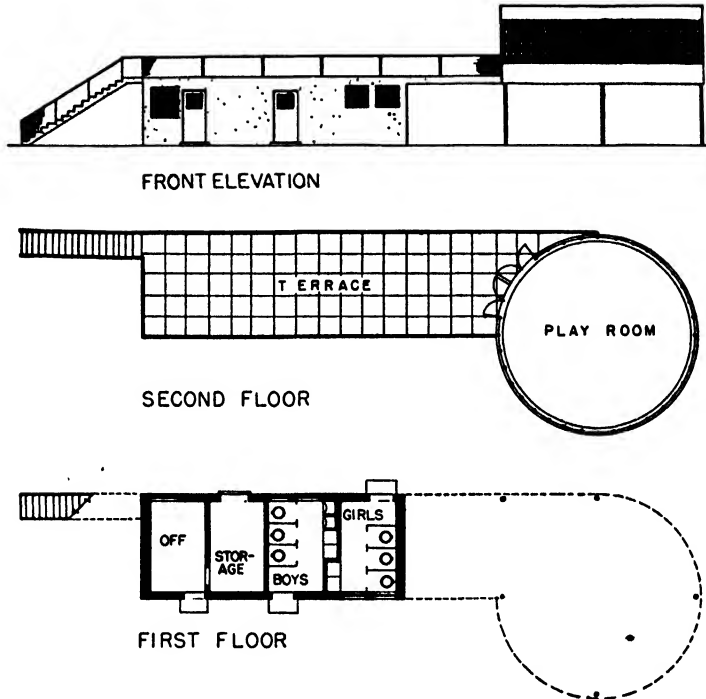 FRONT ELEVATION
T ERRACE
PLAY ROOM
SECOND FLOOR
GIRLS
OFF
STOR-
AGE
BOYS
FIRST FLOOR